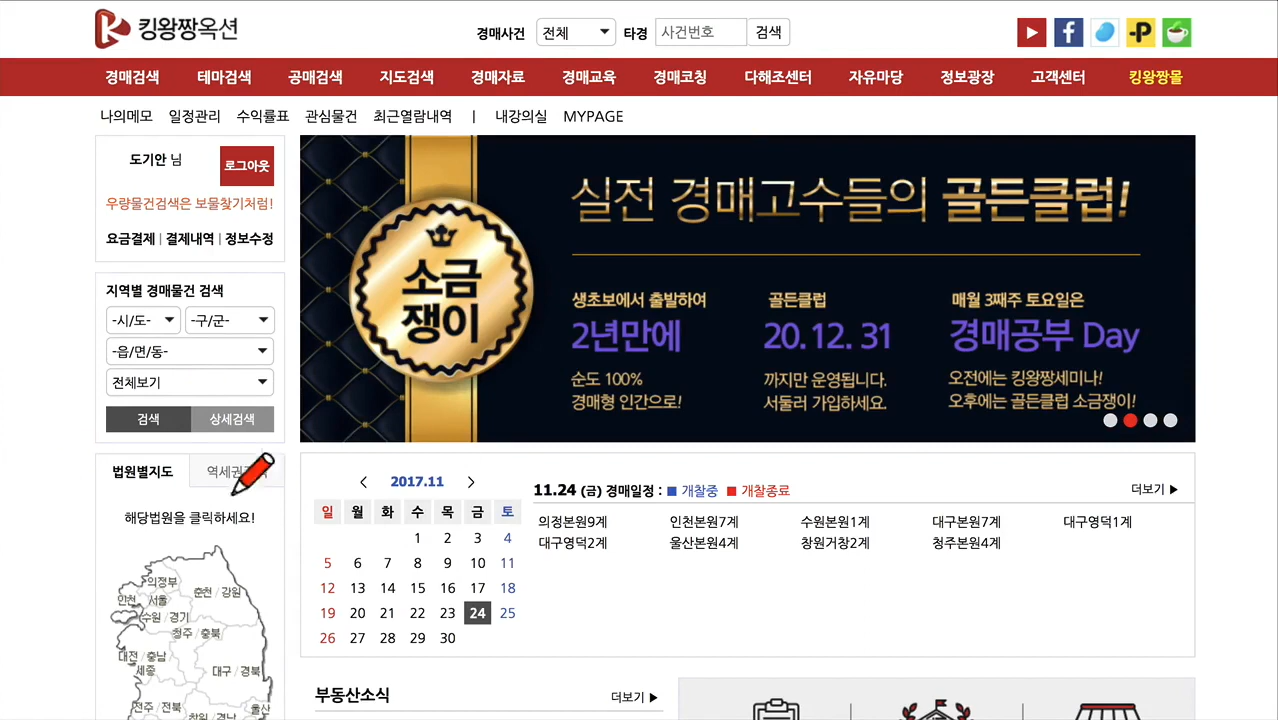 킹왕짱옥션
경매사건 전체 타경 사건번호 검색
경매검색 테마검색 공매검색 지도검색 경매자료 경매교육 경매코칭 다해조센터 자유마당 정보광장 고객센터 킹왕짱몰
나의메모 일정관리 수익률표 관심물건 최근열람내역 | 내강의실 MYPAGE
도기안 님 로그아웃
우량물건검색은 보물찾기처럼!
요금결제 | 결제내역 | 정보수정
지역별 경매물건 검색
-시/도- -구/군-
-읍/면/동-
전체보기
검색 상세검색
실전 경매고수들의 골든클럽!
소금
쟁이
생초보에서 출발하여
2년만에
순도 100%
경매형 인간으로!
골든클럽
20.12. 31
까지만 운영됩니다.
서둘러 가입하세요.
매월 3째주 토요일은
경매공부 Day
오전에는 킹왕짱세미나!
오후에는 골든클럽 소금쟁이!
법원별지도 역세권
해당법원을 클릭하세요!
의정부
춘천 / 강원
인천 서울
수원 / 경기
청주 / 충북
대전 / 충남
세종
대구 / 경북
전주 / 전북
울산
창원 / 경남
< 2017.11 >
일 월 화 수 목 금 토
1 2 3 4
5 6 7 8 9 10 11
12 13 14 15 16 17 18
19 20 21 22 23 24 25
26 27 28 29 30
11.24 (금) 경매일정 : ■ 개찰중 ■ 개찰종료 더보기 ▶
의정본원9계 인천본원7계 수원본원1계 대구본원7계 대구영덕1계
대구영덕2계 울산본원4계 창원거창2계 청주본원4계
부동산소식 더보기 ▶